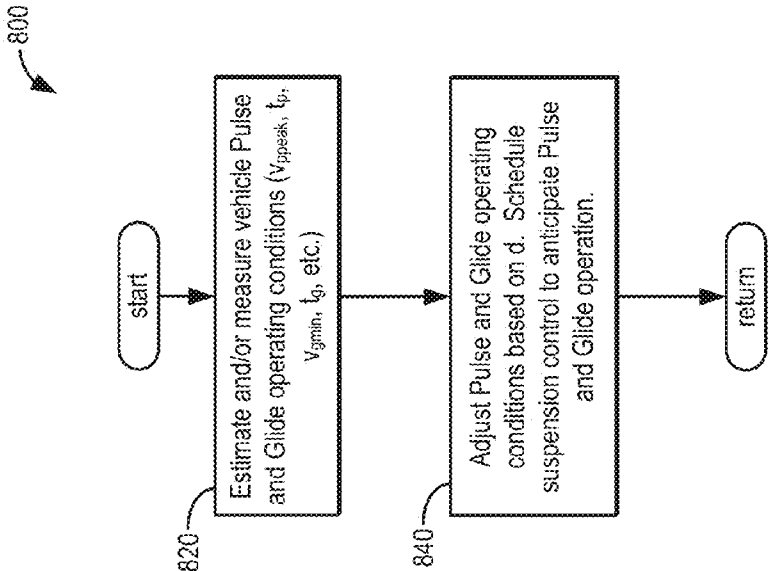 800
start
820
Estimate and/or measure vehicle Pulse
and Glide operating conditions (vppeak, tp,
vgmin, tg, etc.)
840
Adjust Pulse and Glide operating
conditions based on d. Schedule
suspension control to anticipate Pulse
and Glide operation.
return